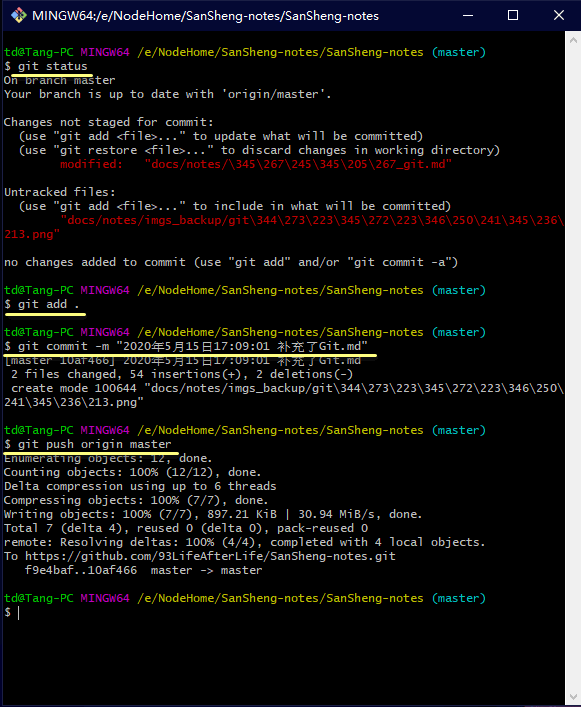 MINGW64:/e/NodeHome/SanSheng-notes/SanSheng-notes
td@Tang-PC MINGW64 /e/NodeHome/SanSheng-notes/SanSheng-notes (master)
$ git status
On branch master
Your branch is up to date with 'origin/master'.
Changes not staged for commit:
(use "git add <file>..." to update what will be committed)
(use "git restore <file>..." to discard changes in working directory)
modified:   "docs/notes/\345\267\245\345\205\267_git.md"
Untracked files:
(use "git add <file>..." to include in what will be committed)
"docs/notes/imgs_backup/git\344\273\223\345\272\223\346\250\241\345\236\
213.png"
no changes added to commit (use "git add" and/or "git commit -a")
td@Tang-PC MINGW64 /e/NodeHome/SanSheng-notes/SanSheng-notes (master)
$ git add .
td@Tang-PC MINGW64 /e/NodeHome/SanSheng-notes/SanSheng-notes (master)
$ git commit -m "2020年5月15日17:09:01 补充了Git.md"
[master 10af466] 2020年5月15日17:09:01 补充了Git.md
2 files changed, 54 insertions(+), 2 deletions(-)
create mode 100644 "docs/notes/imgs_backup/git\344\273\223\345\272\223\346\250\
241\345\236\213.png"
td@Tang-PC MINGW64 /e/NodeHome/SanSheng-notes/SanSheng-notes (master)
$ git push origin master
Enumerating objects: 12, done.
Counting objects: 100% (12/12), done.
Delta compression using up to 6 threads
Compressing objects: 100% (7/7), done.
Writing objects: 100% (7/7), 897.21 KiB | 30.94 MiB/s, done.
Total 7 (delta 4), reused 0 (delta 0), pack-reused 0
remote: Resolving deltas: 100% (4/4), completed with 4 local objects.
To https://github.com/93LifeAfterLife/SanSheng-notes.git
f9e4baf..10af466  master -> master
td@Tang-PC MINGW64 /e/NodeHome/SanSheng-notes/SanSheng-notes (master)
$